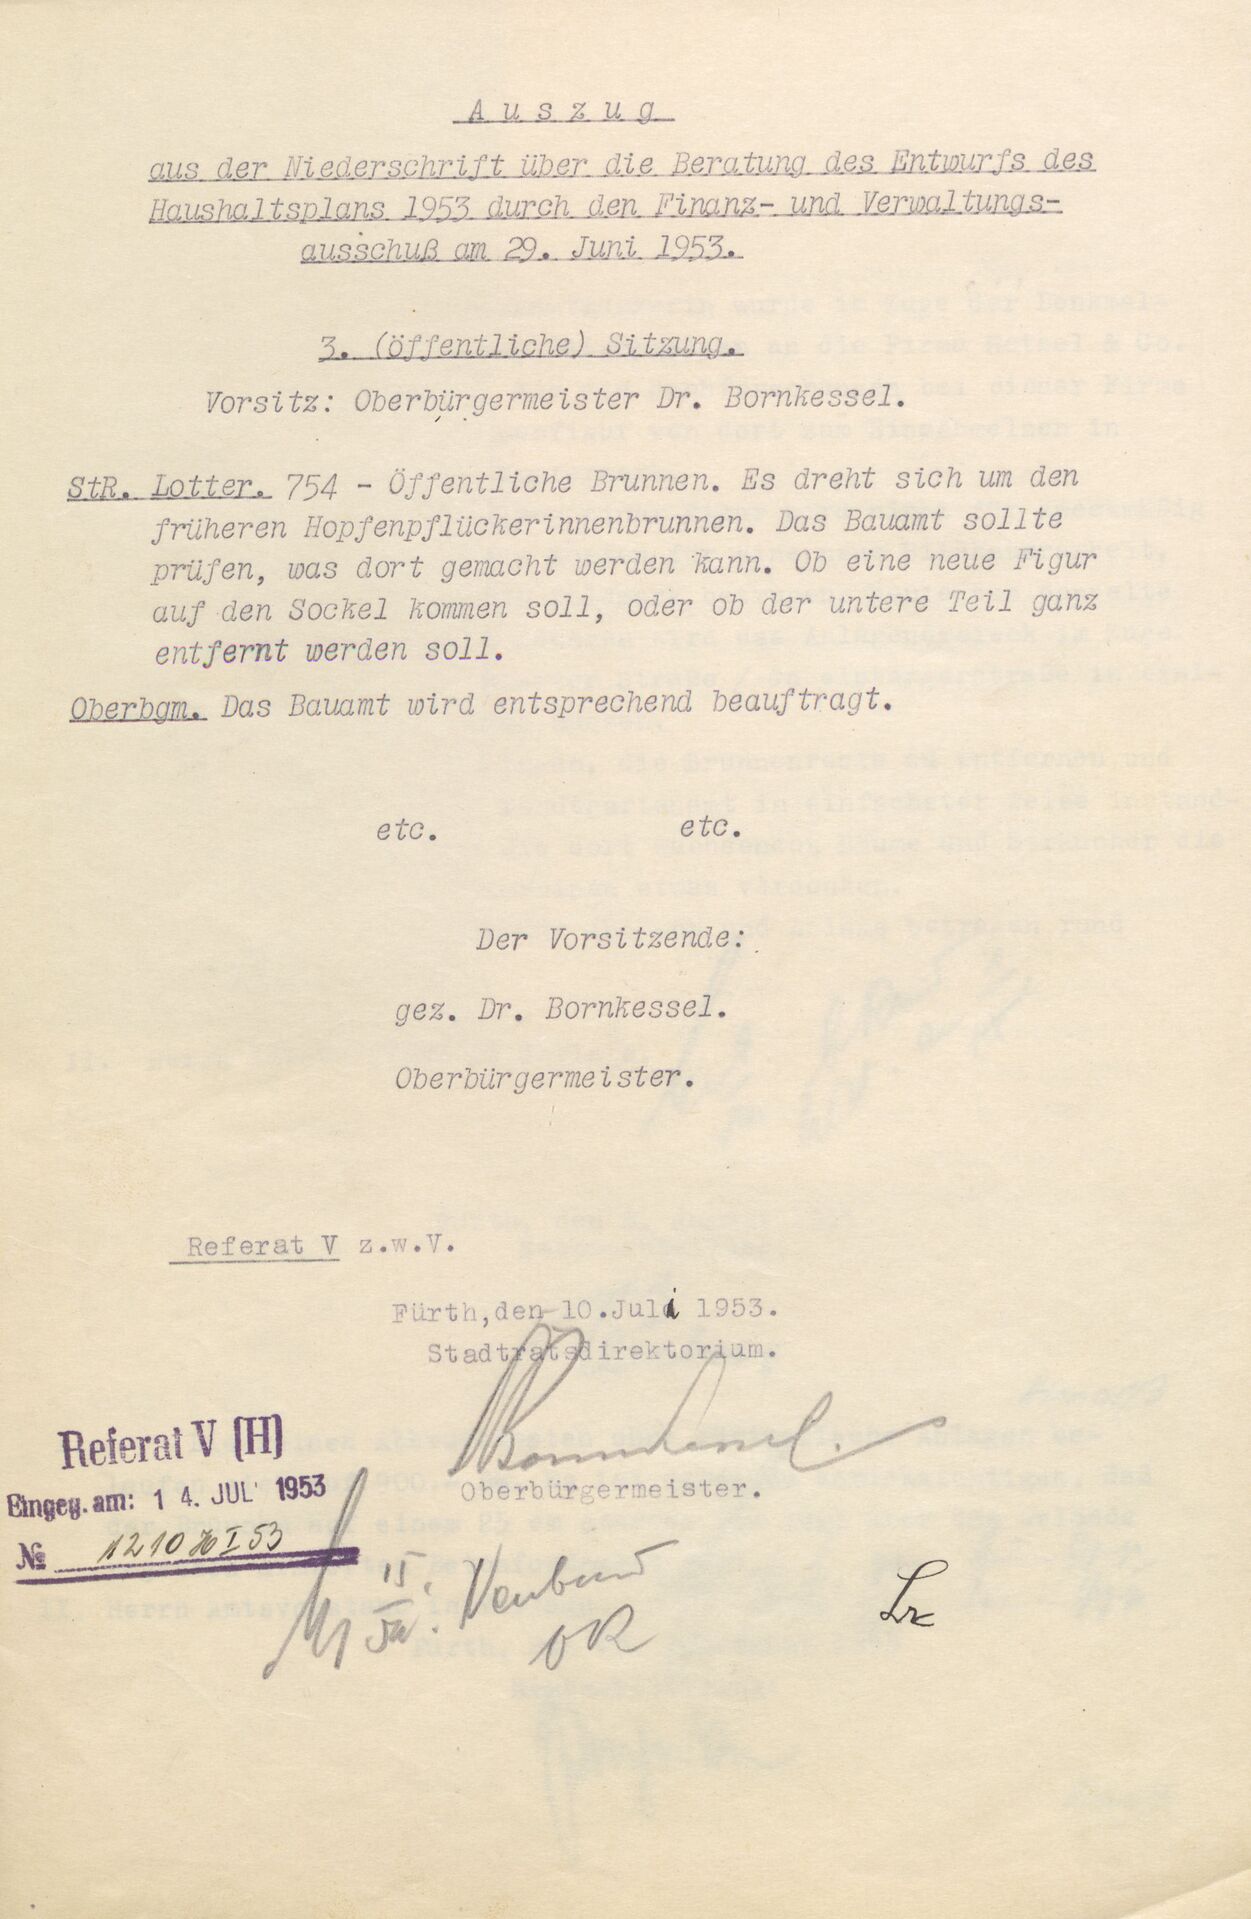 A u s z u g
aus der Niederschrift über die Beratung des Entwurfs des
Haushaltsplans 1953 durch den Finanz- und Verwaltungs-
ausschuß am 29. Juni 1953.
3. (öffentliche) Sitzung.
Vorsitz: Oberbürgermeister Dr. Bornkessel.
StR. Lotter. 754 - Öffentliche Brunnen. Es dreht sich um den
früheren Hopfenpflückerinnenbrunnen. Das Bauamt sollte
prüfen, was dort gemacht werden kann. Ob eine neue Figur
auf den Sockel kommen soll, oder ob der untere Teil ganz
entfernt werden soll.
Oberbgm. Das Bauamt wird entsprechend beauftragt.
etc. etc.
Der Vorsitzende:
gez. Dr. Bornkessel.
Oberbürgermeister.
Referat V z.w.V.
Fürth,den 10.Juli 1953.
Stadtratsdirektorium.
Bornkessel.
Oberbürgermeister.
Referat V (H)
Eingeg. am: 1 4. JUL 1953
№ 1210 I 53